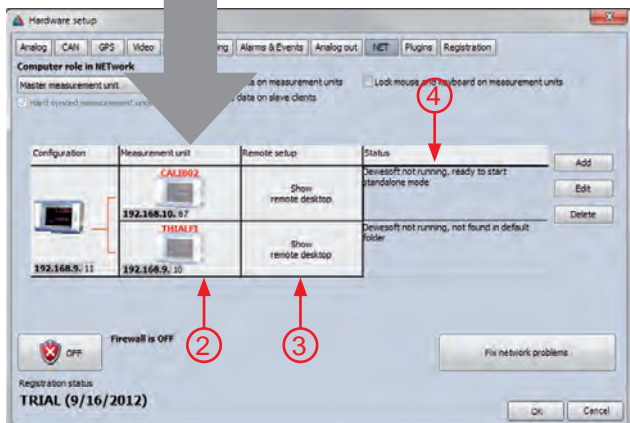 Hardware setup
Analog CAN GPS Video ng Alarms & Events Analog out NET Plugins Registration
Computer role in NETwork
Master measurement unit
a on measurement units
Lock mouse and keyboard on measurement units
Hard synced measurement units
data on slave clients
4
Configuration Measurement unit Remote setup Status
CALIB02
Show
remote desktop
192.168.10. 67
Dewesoft not running, ready to start
standalone mode
Add
Edit
Delete
THIALFI
Show
remote desktop
192.168.9. 10
Dewesoft not running, not found in default
folder
192.168.9. 11
2
3
OFF
Firewall is OFF
Fix network problems
Registration status
TRIAL (9/16/2012)
OK Cancel